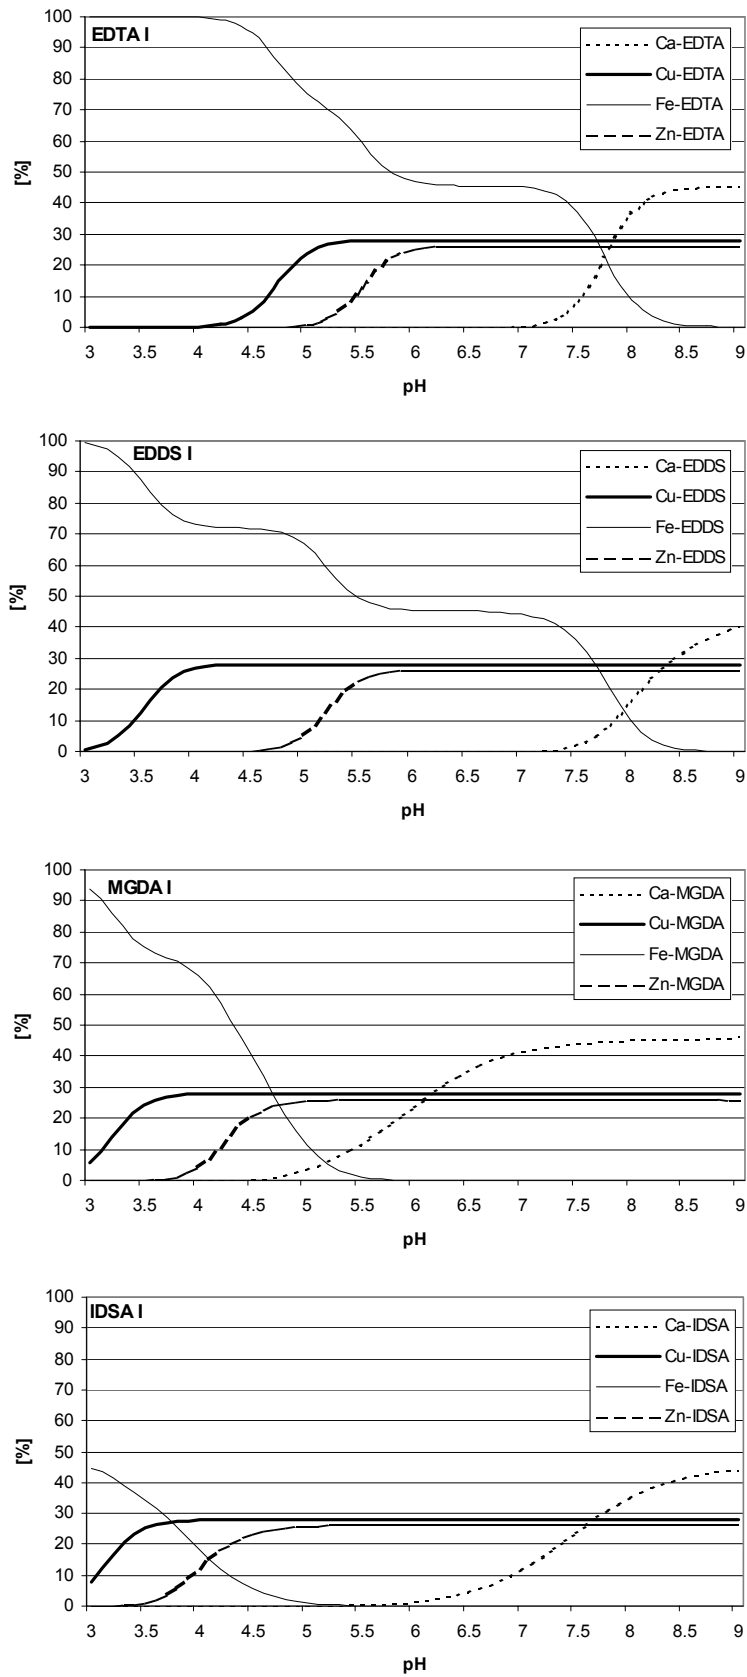 EDTA I
Ca-EDTA
Cu-EDTA
Fe-EDTA
Zn-EDTA
[%]
100
90
80
70
60
50
40
30
20
10
0
3 3.5 4 4.5 5 5.5 6 6.5 7 7.5 8 8.5 9
pH
EDDS I
Ca-EDDS
Cu-EDDS
Fe-EDDS
Zn-EDDS
[%]
100
90
80
70
60
50
40
30
20
10
0
3 3.5 4 4.5 5 5.5 6 6.5 7 7.5 8 8.5 9
pH
MGDA I
Ca-MGDA
Cu-MGDA
Fe-MGDA
Zn-MGDA
[%]
100
90
80
70
60
50
40
30
20
10
0
3 3.5 4 4.5 5 5.5 6 6.5 7 7.5 8 8.5 9
pH
IDSA I
Ca-IDSA
Cu-IDSA
Fe-IDSA
Zn-IDSA
[%]
100
90
80
70
60
50
40
30
20
10
0
3 3.5 4 4.5 5 5.5 6 6.5 7 7.5 8 8.5 9
pH